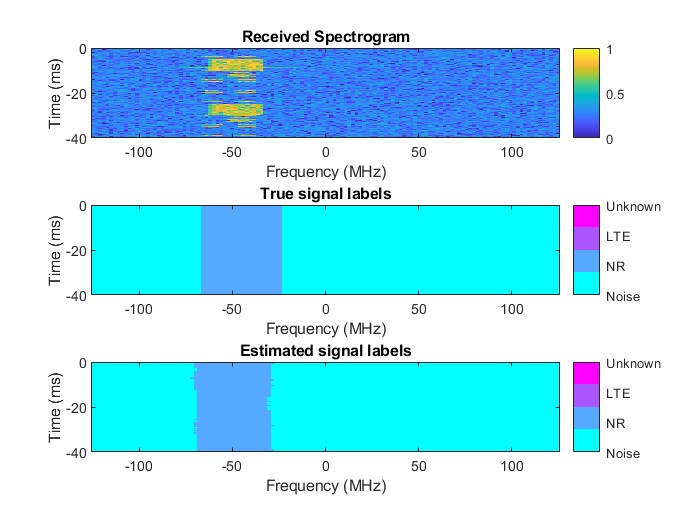 Received Spectrogram
Time (ms)
0
-20
-40
-100
-50
0
50
100
Frequency (MHz)
1
0.5
0
True signal labels
Time (ms)
0
-20
-40
-100
-50
0
50
100
Frequency (MHz)
Unknown
LTE
NR
Noise
Estimated signal labels
Time (ms)
0
-20
-40
-100
-50
0
50
100
Frequency (MHz)
Unknown
LTE
NR
Noise